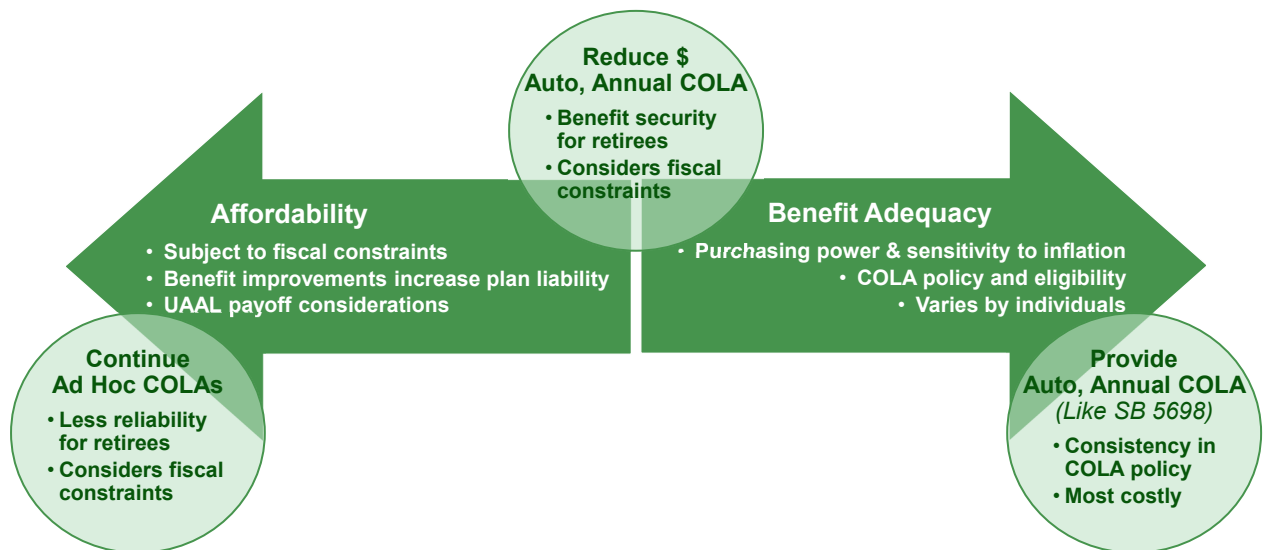 Reduce $
Auto, Annual COLA
• Benefit security
for retirees
• Considers fiscal
constraints
Affordability
• Subject to fiscal constraints
• Benefit improvements increase plan liability
• UAAL payoff considerations
Benefit Adequacy
• Purchasing power & sensitivity to inflation
• COLA policy and eligibility
• Varies by individuals
Continue
Ad Hoc COLAs
• Less reliability
for retirees
• Considers fiscal
constraints
Provide
Auto, Annual COLA
(Like SB 5698)
• Consistency in
COLA policy
• Most costly